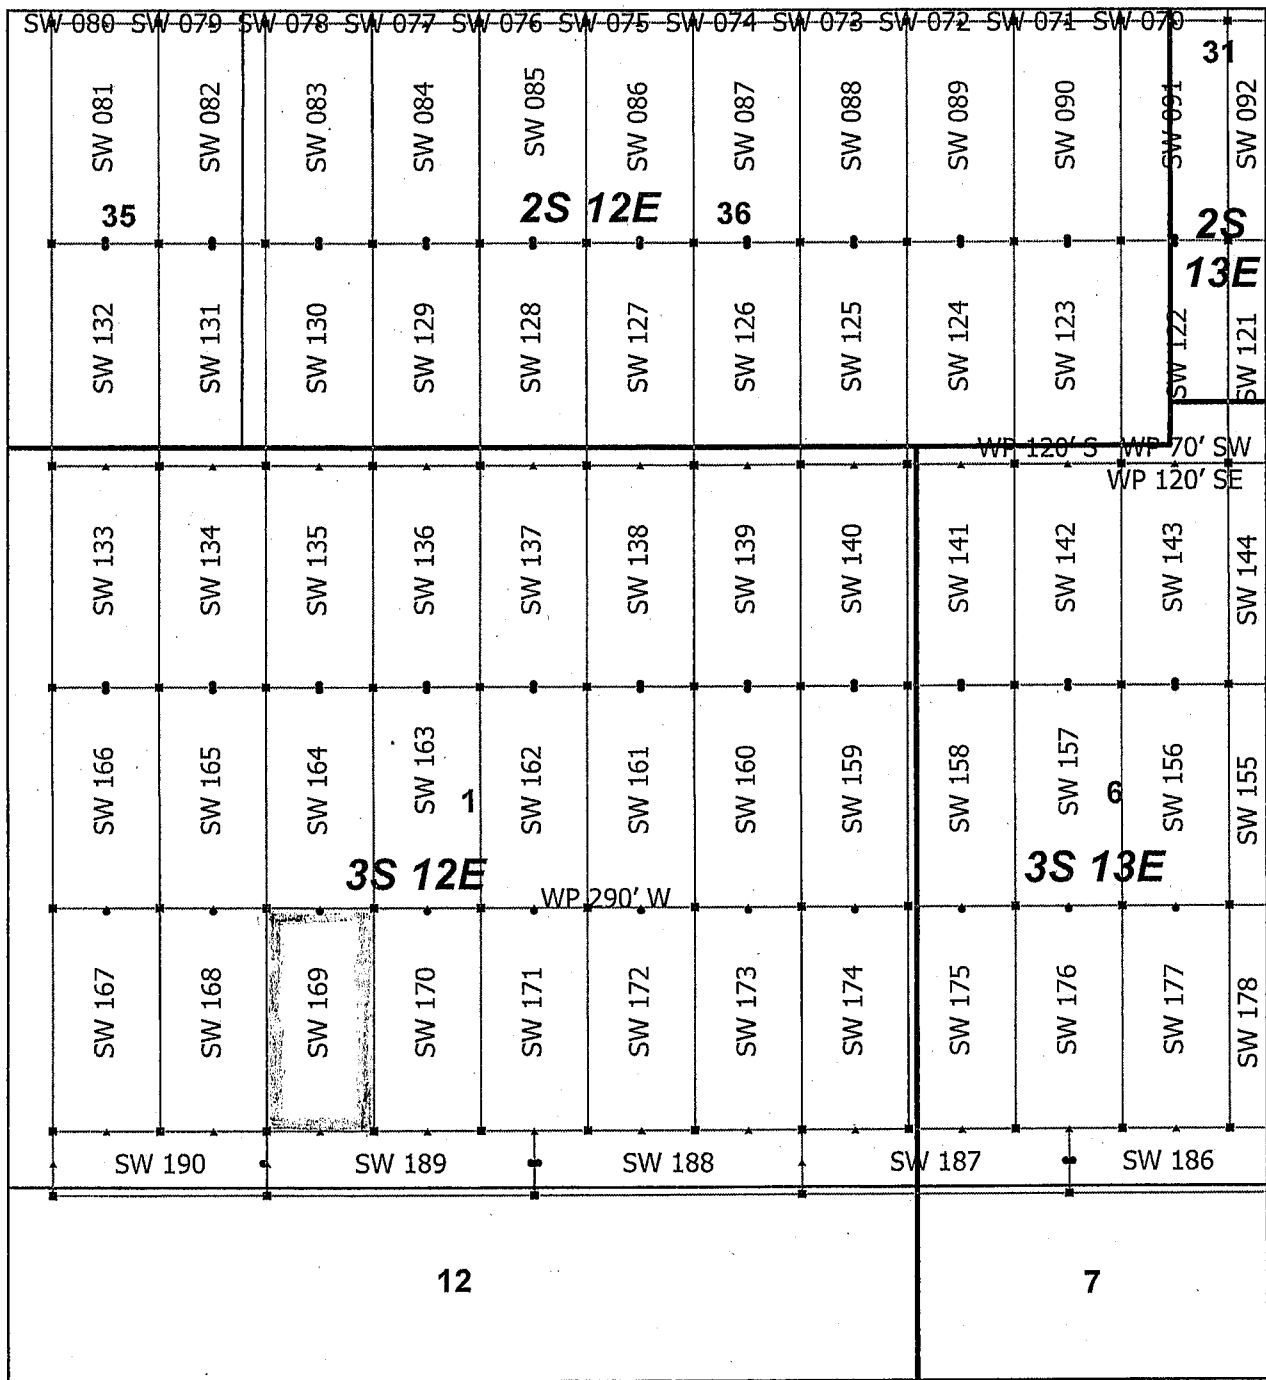 SW 080 SW 079 SW 078 SW 077 SW 076 SW 075 SW 074 SW 073 SW 072 SW 071 SW 070
31
SW 081 SW 082 SW 083 SW 084 SW 085 SW 086 SW 087 SW 088 SW 089 SW 090 SW 091 SW 092
35 2S 12E 36 2S
13E
SW 132 SW 131 SW 130 SW 129 SW 128 SW 127 SW 126 SW 125 SW 124 SW 123 SW 122 SW 121
WP 120' S WP 70' SW
WP 120' SE
SW 133 SW 134 SW 135 SW 136 SW 137 SW 138 SW 139 SW 140 SW 141 SW 142 SW 143 SW 144
SW 166 SW 165 SW 164 SW 163 SW 162 SW 161 SW 160 SW 159 SW 158 SW 157 SW 156 SW 155
1 6
3S 12E 3S 13E
WP 290' W
SW 167 SW 168 SW 169 SW 170 SW 171 SW 172 SW 173 SW 174 SW 175 SW 176 SW 177 SW 178
SW 190 SW 189 SW 188 SW 187 SW 186
12 7